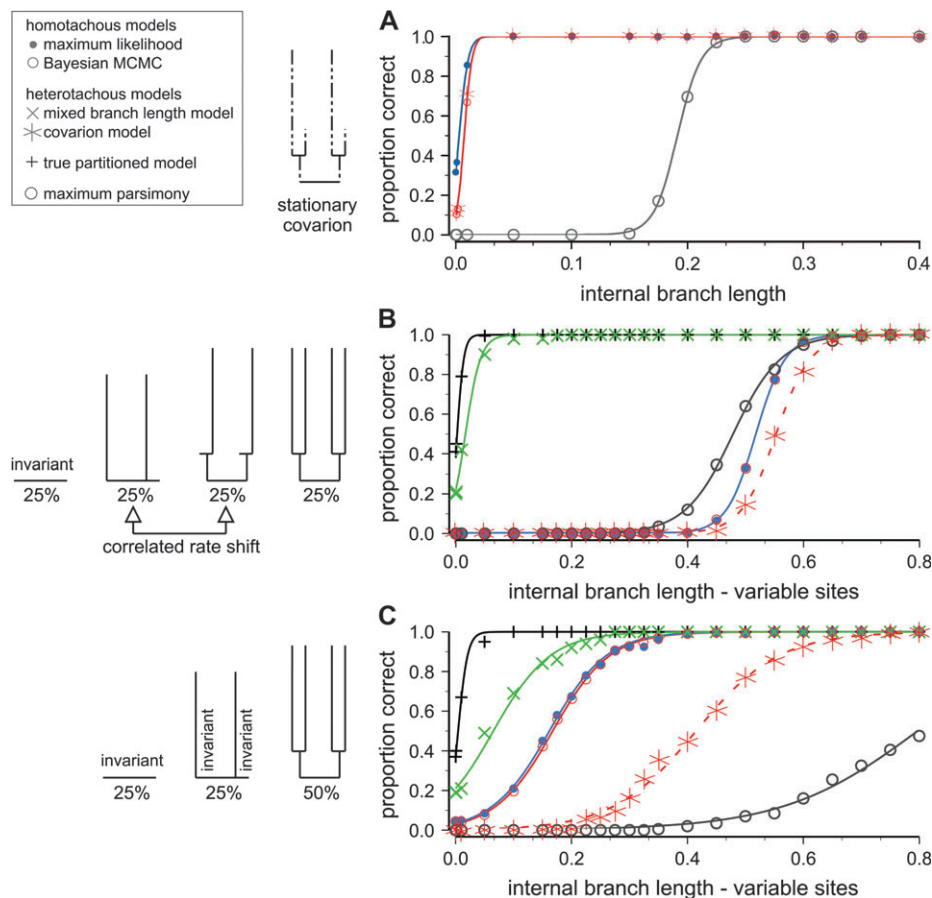 homotachous models
maximum likelihood
Bayesian MCMC
heterotachous models
mixed branch length model
covarion model
true partitioned model
maximum parsimony
stationary
covarion
A
proportion correct
1.0
0.8
0.6
0.4
0.2
0.0
0.0 0.1 0.2 0.3 0.4
internal branch length
invariant
25% 25% 25% 25%
correlated rate shift
B
proportion correct
1.0
0.8
0.6
0.4
0.2
0.0
0.0 0.2 0.4 0.6 0.8
internal branch length - variable sites
invariant
25%
invariant
invariant
25%
50%
C
proportion correct
1.0
0.8
0.6
0.4
0.2
0.0
0.0 0.2 0.4 0.6 0.8
internal branch length - variable sites